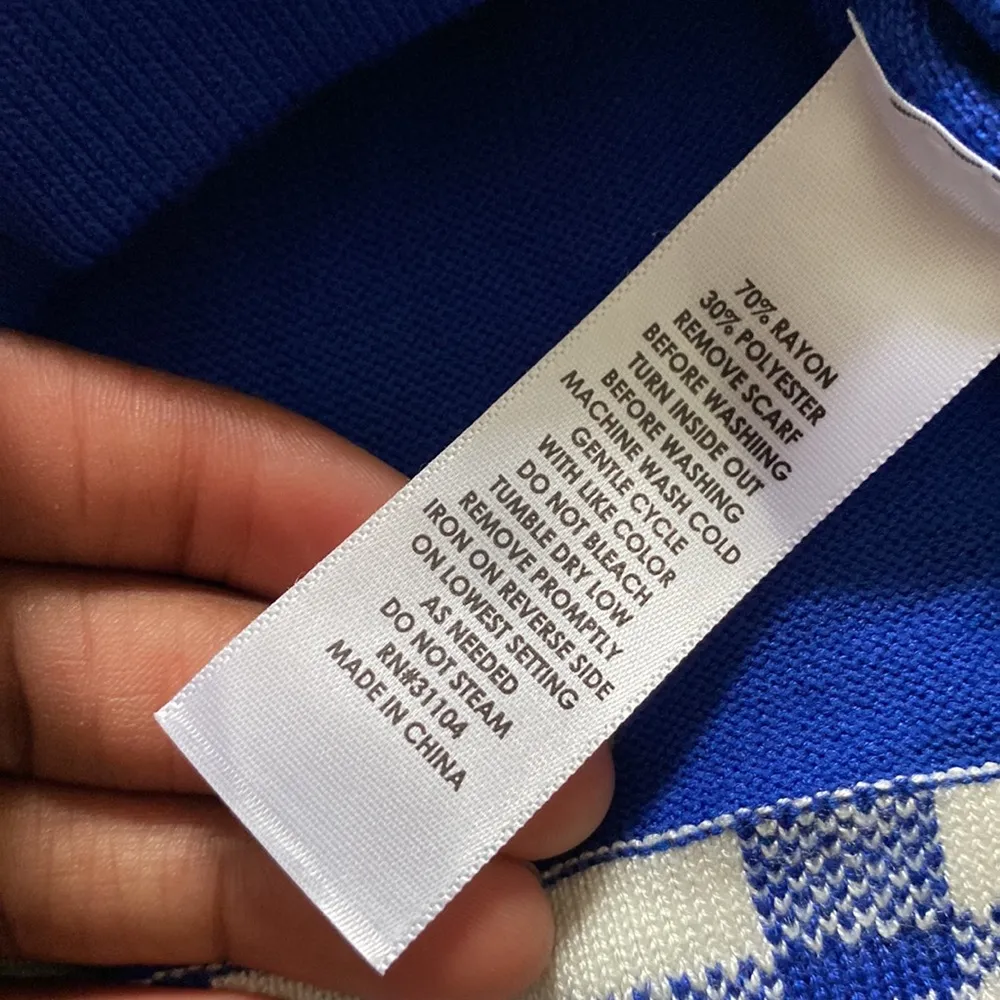 70% RAYON
30% POLYESTER
REMOVE SCARF
BEFORE WASHING
TURN INSIDE OUT
BEFORE WASHING
MACHINE WASH COLD
GENTLE CYCLE
WITH LIKE COLOR
DO NOT BLEACH
TUMBLE DRY LOW
REMOVE PROMPTLY
IRON ON REVERSE SIDE
ON LOWEST SETTING
AS NEEDED
DO NOT STEAM
RN#31104
MADE IN CHINA